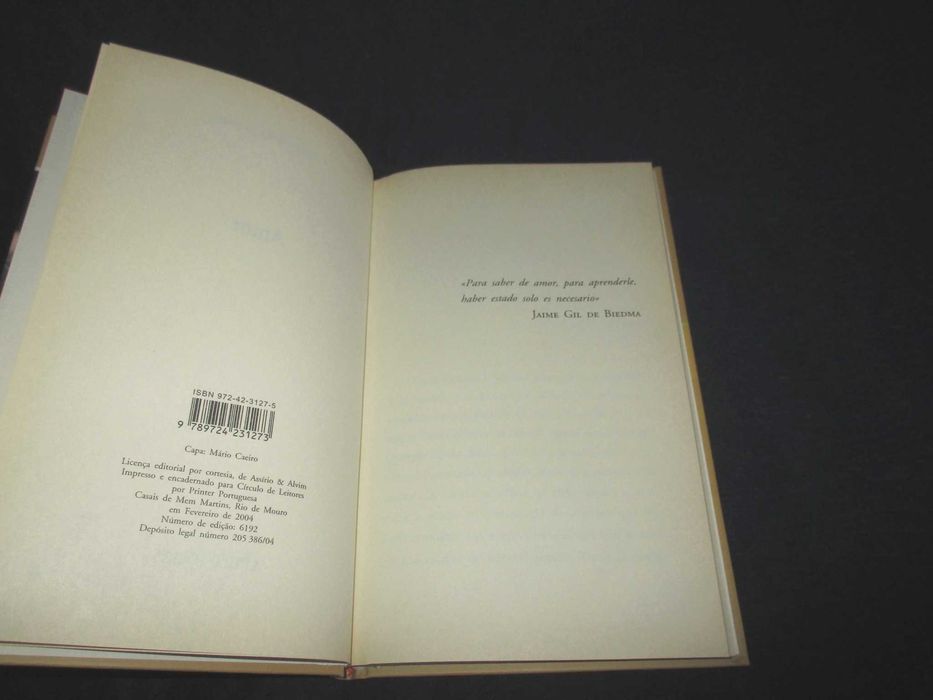 ISBN 972-42-3127-5
9 789724 231273
Capa: Mário Caeiro
Licença editorial por cortesia, de Assírio & Alvim
Impresso e encadernado para Círculo de Leitores
por Printer Portuguesa
Casais de Mem Martins, Rio de Mouro
em Fevereiro de 2004
Número de edição: 6192
Depósito legal número 205 386/04
«Para saber de amor, para aprenderle,
haber estado solo es necesario»
JAIME GIL DE BIEDMA